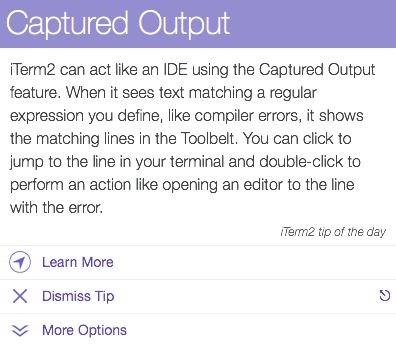 Captured Output
iTerm2 can act like an IDE using the Captured Output
feature. When it sees text matching a regular
expression you define, like compiler errors, it shows
the matching lines in the Toolbelt. You can click to
jump to the line in your terminal and double-click to
perform an action like opening an editor to the line
with the error.
iTerm2 tip of the day
Learn More
Dismiss Tip
More Options